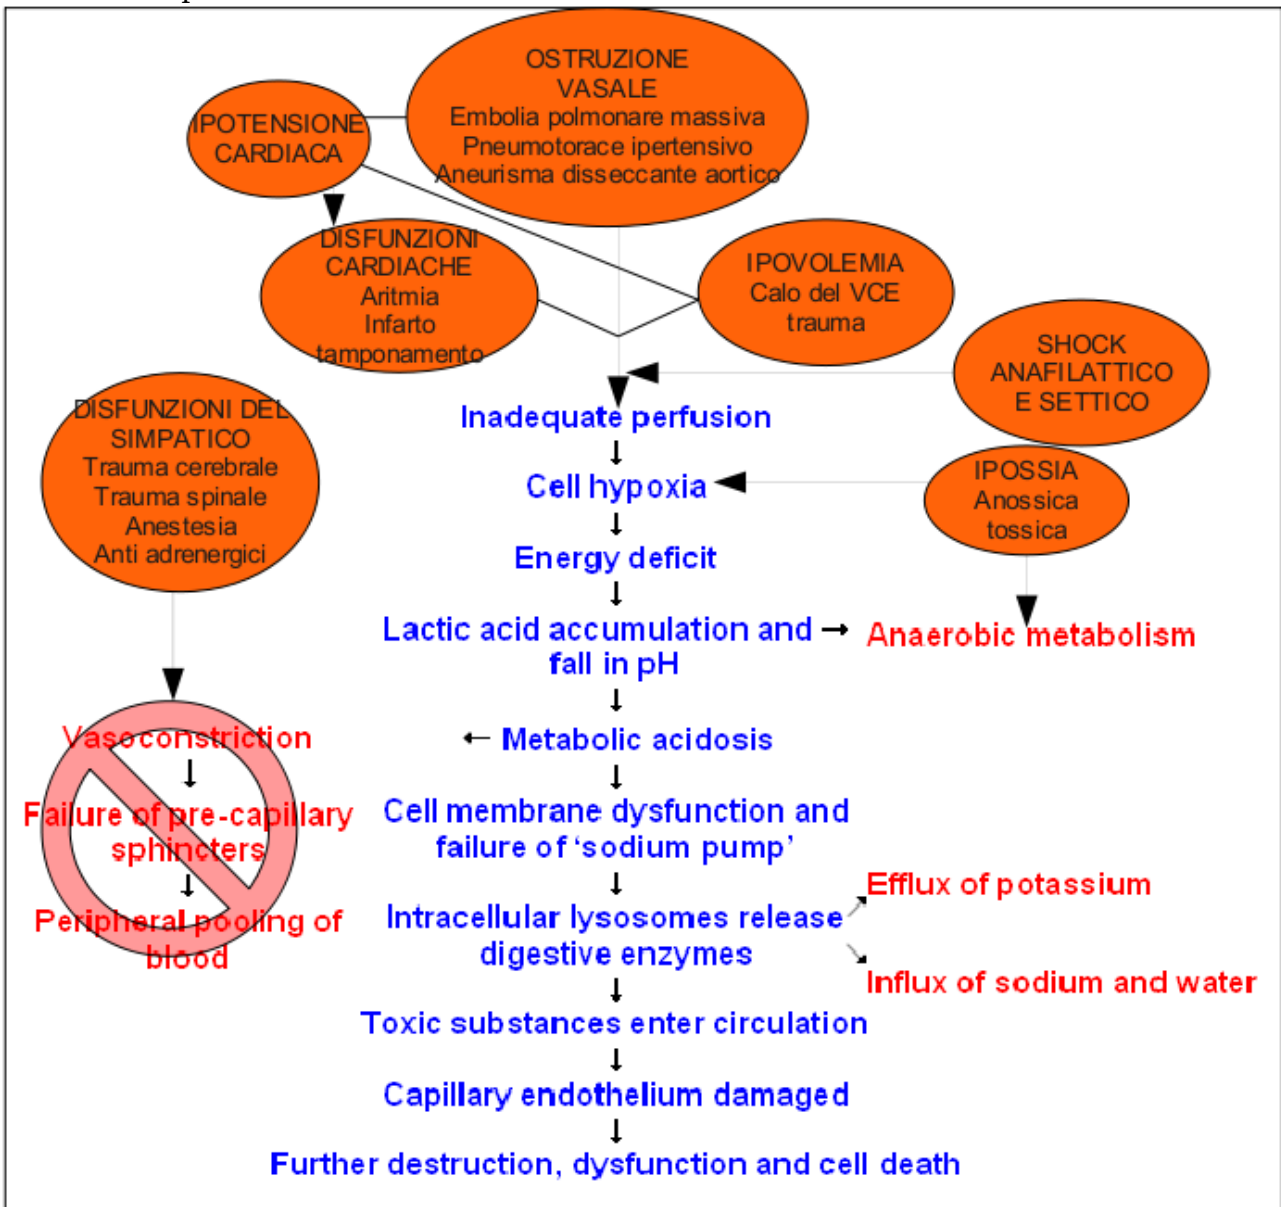 OSTRUZIONE
VASALE
Embolia polmonare massiva
Pneumotorace ipertensivo
Aneurisma disseccante aortico
IPOTENSIONE
CARDIACA
DISFUNZIONI
CARDIACHE
Aritmia
Infarto
tamponamento
IPOVOLEMIA
Calo del VCE
trauma
SHOCK
ANAFILATTICO
E SETTICO
DISFUNZIONI DEL
SIMPATICO
Trauma cerebrale
Trauma spinale
Anestesia
Anti adrenergici
IPOSSIA
Anossica
tossica
Inadequate perfusion
Cell hypoxia
Energy deficit
Lactic acid accumulation and
fall in pH
Anaerobic metabolism
Metabolic acidosis
Vasoconstriction
Failure of pre-capillary
sphincters
Peripheral pooling of
blood
Cell membrane dysfunction and
failure of ‘sodium pump’
Intracellular lysosomes release
digestive enzymes
Efflux of potassium
Influx of sodium and water
Toxic substances enter circulation
Capillary endothelium damaged
Further destruction, dysfunction and cell death